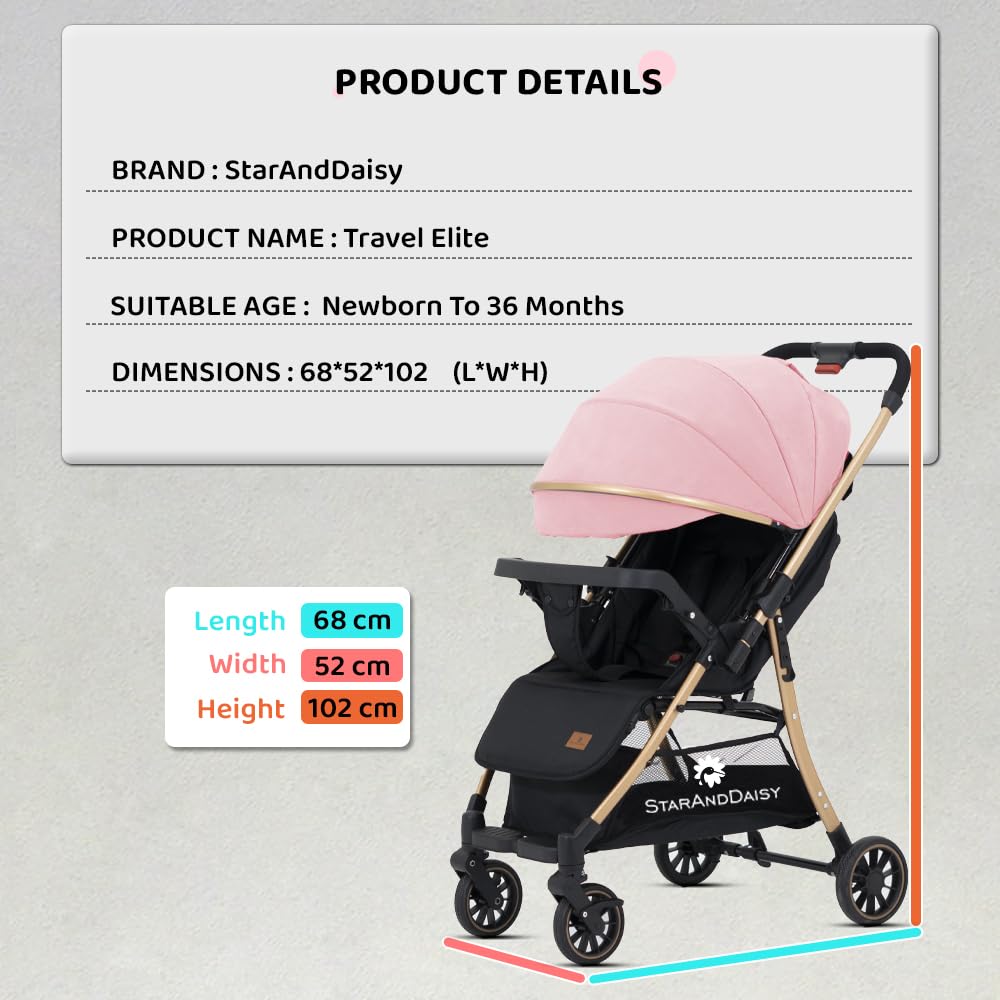 PRODUCT DETAILS
BRAND : StarAndDaisy
PRODUCT NAME : Travel Elite
SUITABLE AGE : Newborn To 36 Months
DIMENSIONS : 68*52*102 (L*W*H)
Length 68 cm
Width 52 cm
Height 102 cm
STARANDDAISY